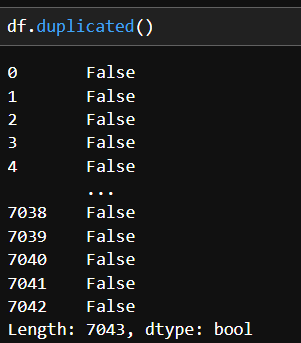 df.duplicated()
0 False
1 False
2 False
3 False
4 False
...
7038 False
7039 False
7040 False
7041 False
7042 False
Length: 7043, dtype: bool